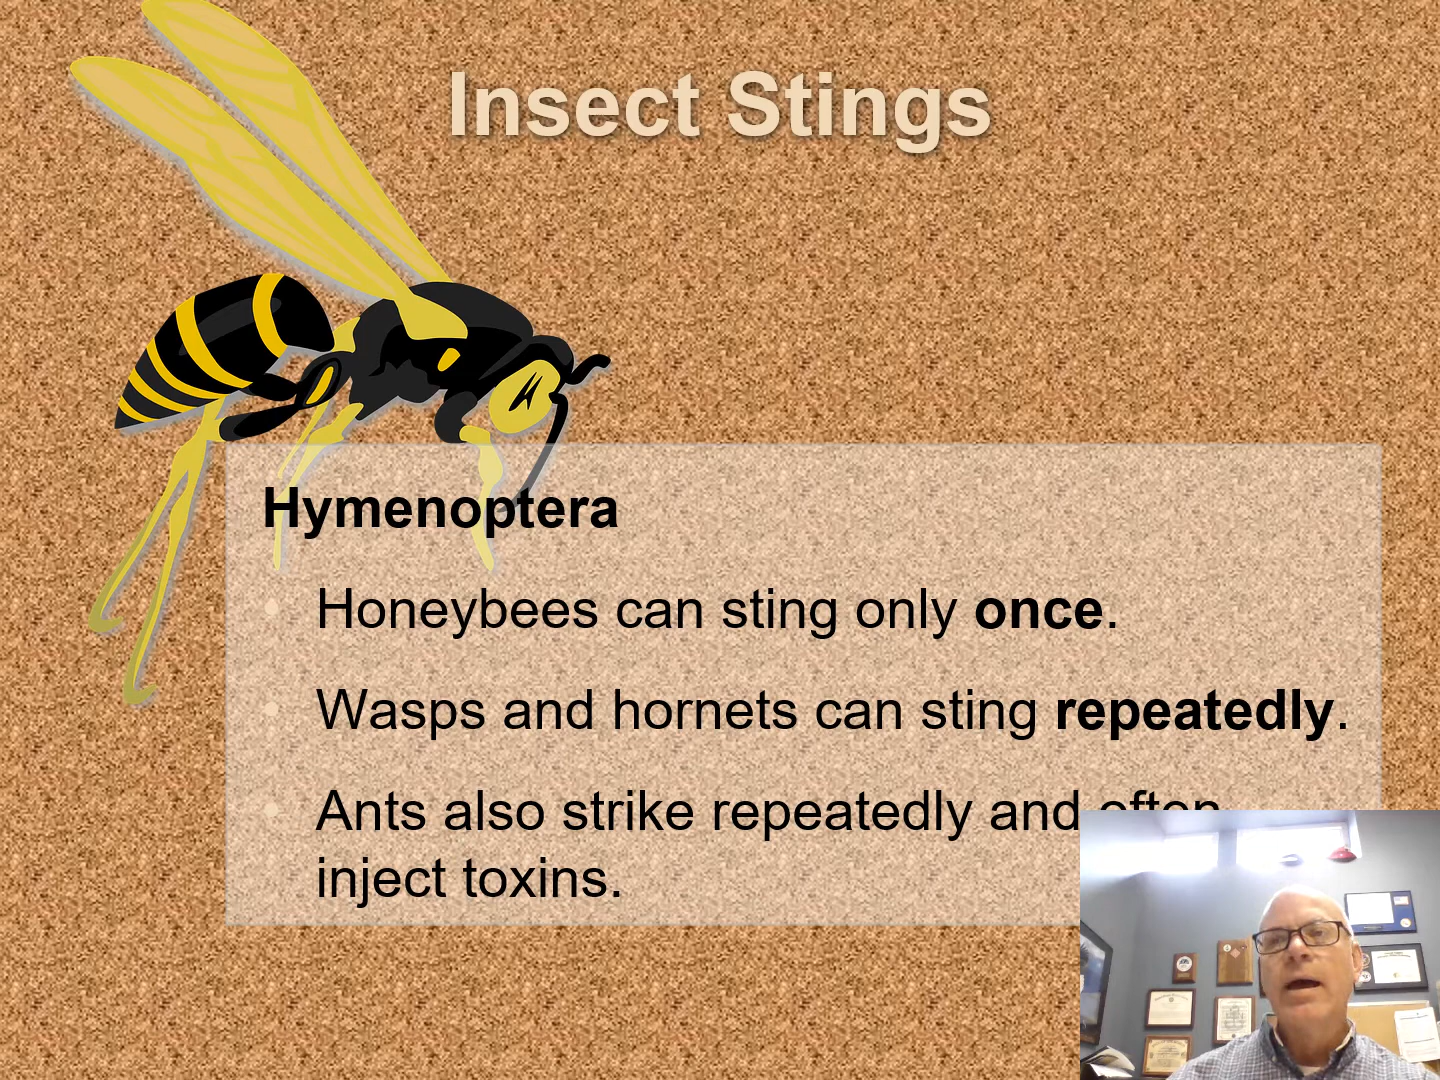 Insect Stings
Hymenoptera
Honeybees can sting only once.
Wasps and hornets can sting repeatedly.
Ants also strike repeatedly and often
inject toxins.